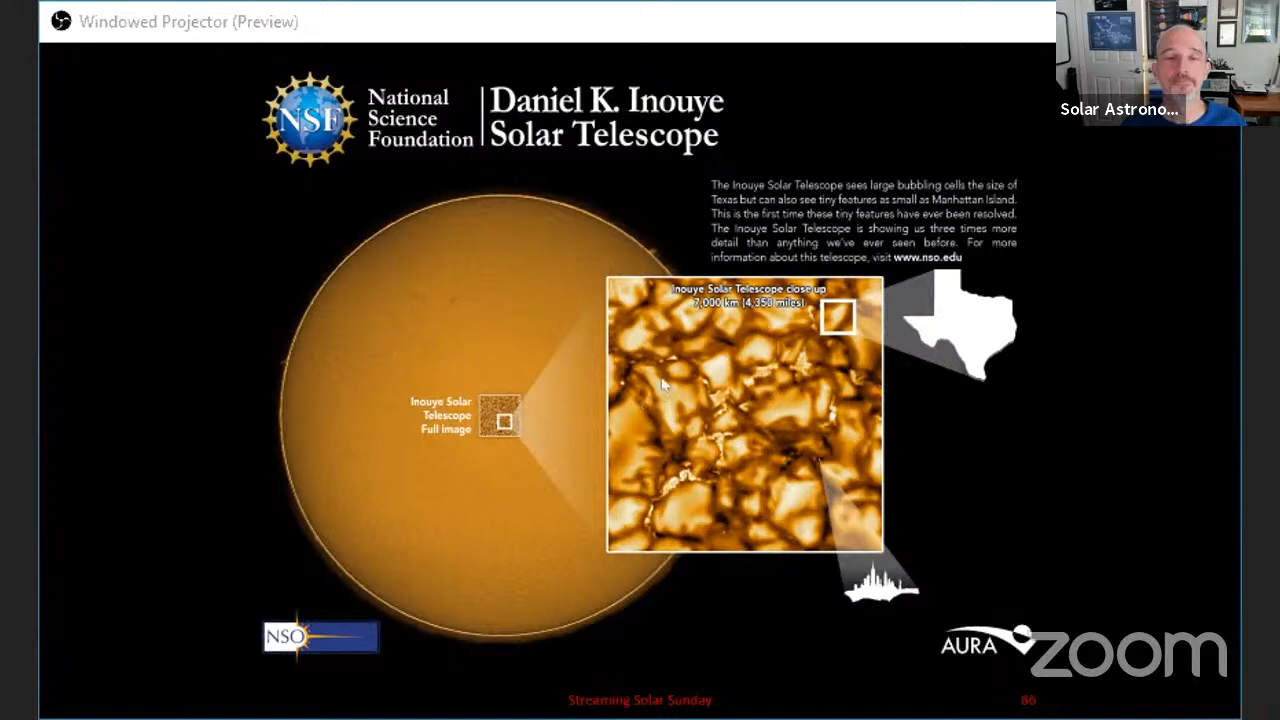 Windowed Projector (Preview)
Solar Astrono...
NSF
National
Science
Foundation
Daniel K. Inouye
Solar Telescope
The Inouye Solar Telescope sees large bubbling cells the size of
Texas but can also see tiny features as small as Manhattan Island.
This is the first time these tiny features have ever been resolved.
The Inouye Solar Telescope is showing us three times more
detail than anything we've ever seen before. For more
information about this telescope, visit www.nso.edu
Inouye Solar Telescope close up
7,000 km (4,350 miles)
Inouye Solar
Telescope
Full image
NSO
AURA
zoom
Streaming Solar Sunday
66